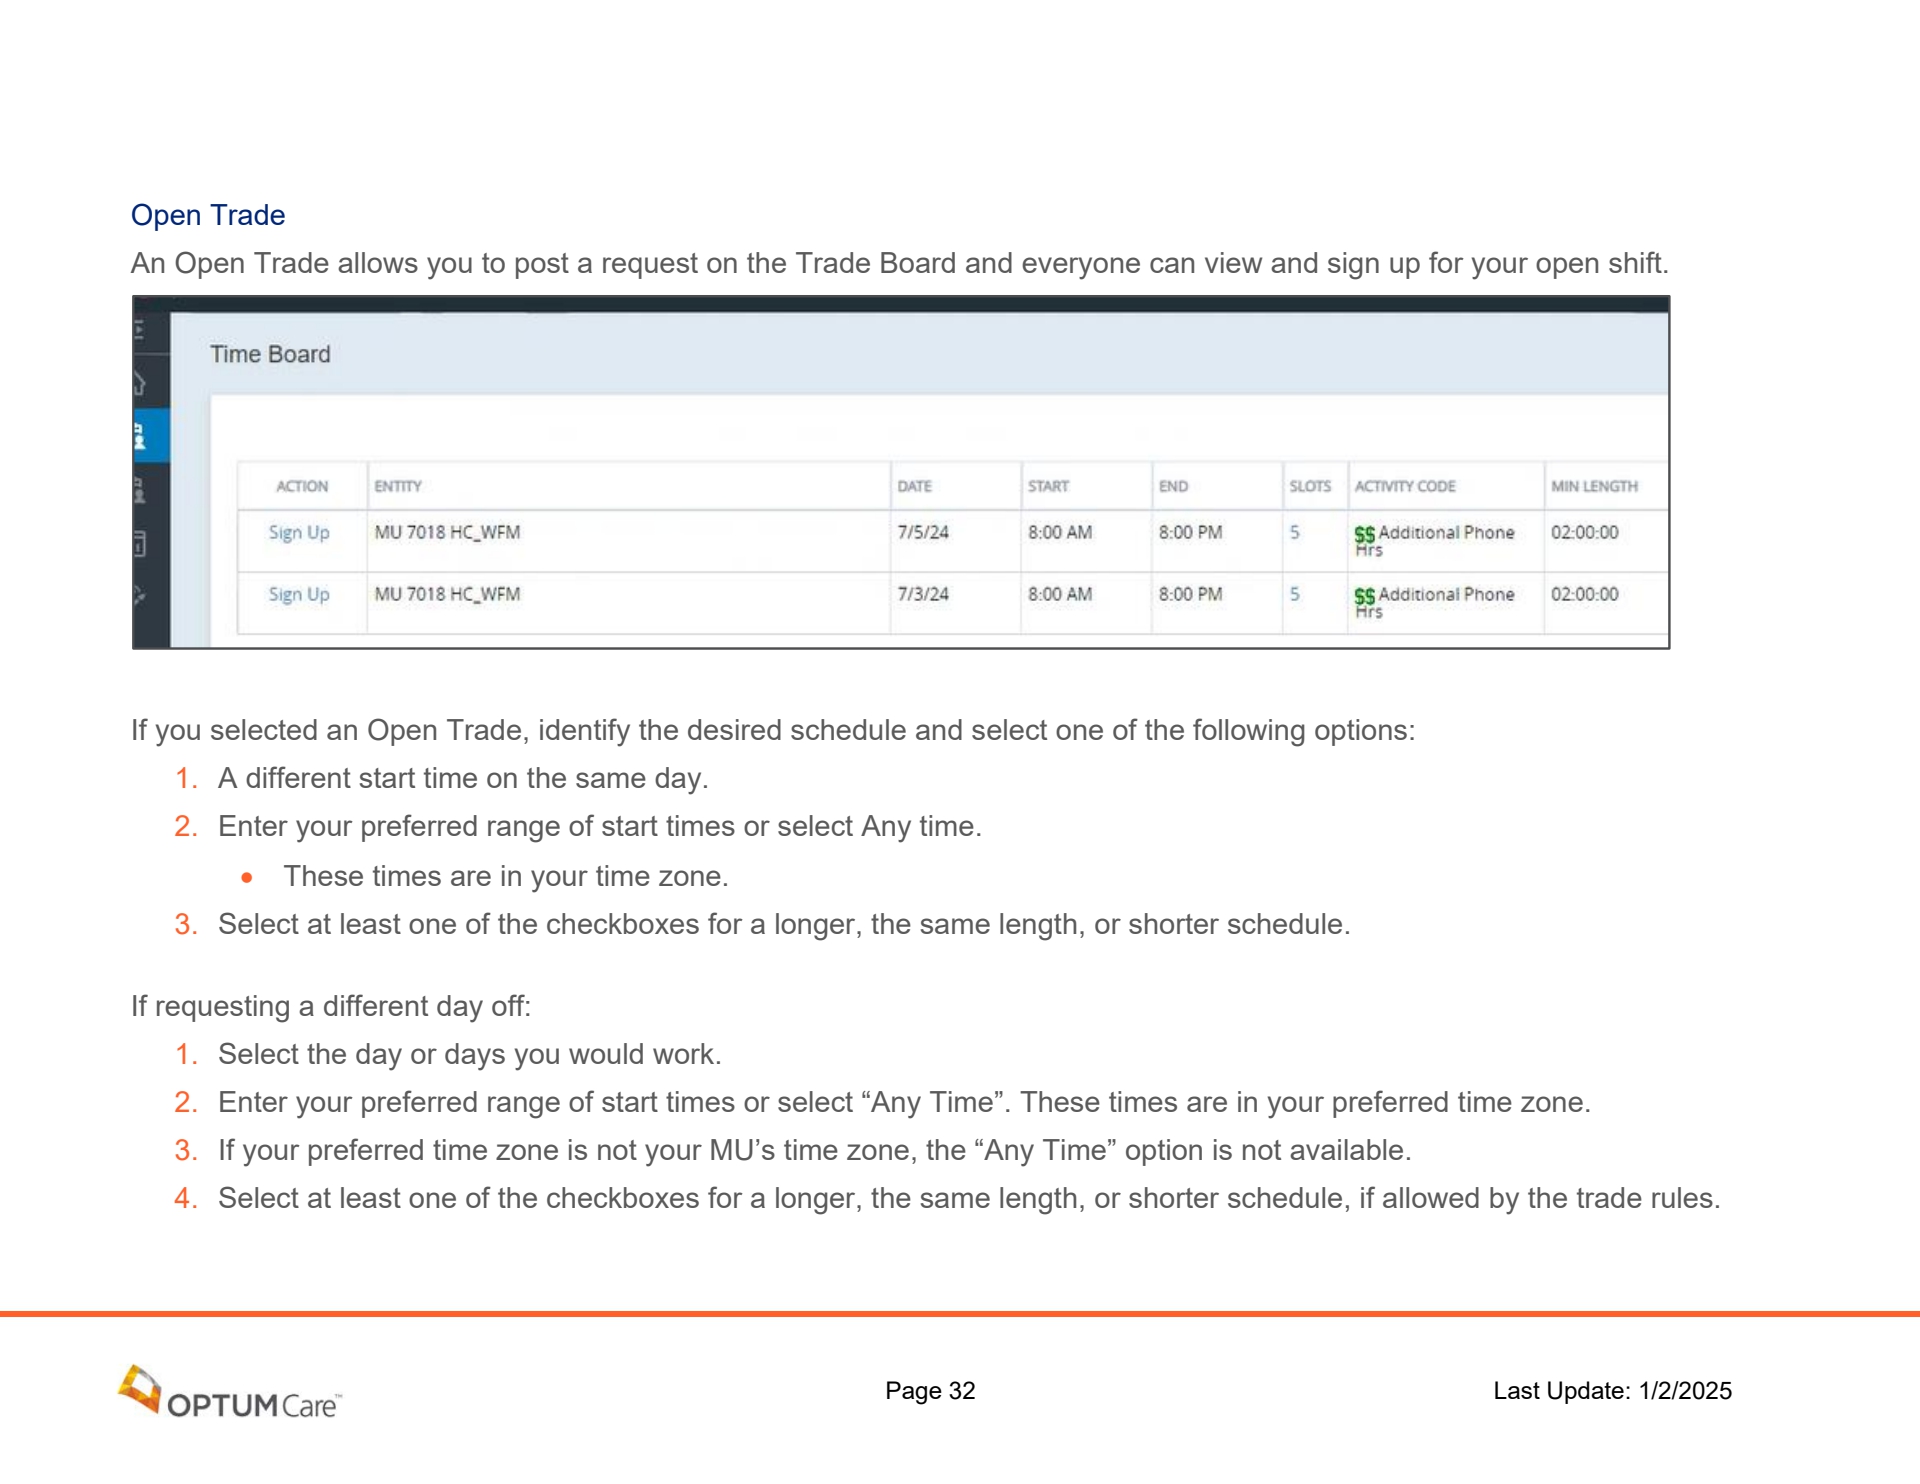 Open Trade
An Open Trade allows you to post a request on the Trade Board and everyone can view and sign up for your open shift.
Time Board
ACTION ENTITY DATE START END SLOTS ACTIVITY CODE MIN LENGTH
Sign Up MU 7018 HC_WFM 7/5/24 8:00 AM 8:00 PM 5 $$ Additional Phone 02:00:00
Hrs
Sign Up MU 7018 HC_WFM 7/3/24 8:00 AM 8:00 PM 5 $$ Additional Phone 02:00:00
Hrs
If you selected an Open Trade, identify the desired schedule and select one of the following options:
1. A different start time on the same day.
2. Enter your preferred range of start times or select Any time.
• These times are in your time zone.
3. Select at least one of the checkboxes for a longer, the same length, or shorter schedule.
If requesting a different day off:
1. Select the day or days you would work.
2. Enter your preferred range of start times or select “Any Time”. These times are in your preferred time zone.
3. If your preferred time zone is not your MU’s time zone, the “Any Time” option is not available.
4. Select at least one of the checkboxes for a longer, the same length, or shorter schedule, if allowed by the trade rules.
OPTUM Care™ Page 32 Last Update: 1/2/2025